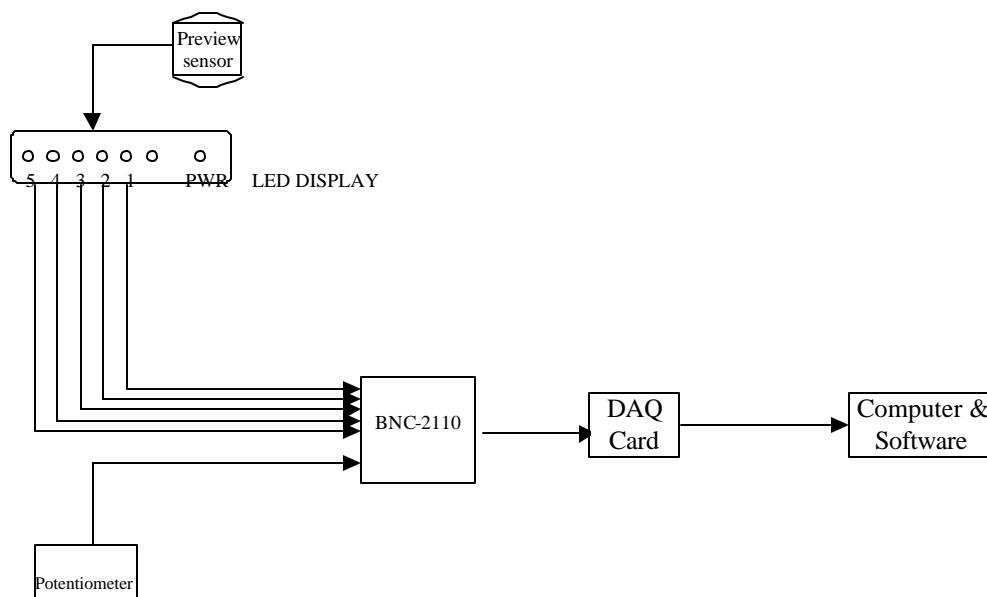 Preview
sensor
5 4 3 2 1 PWR LED DISPLAY
BNC-2110
DAQ
Card
Computer &
Software
Potentiometer